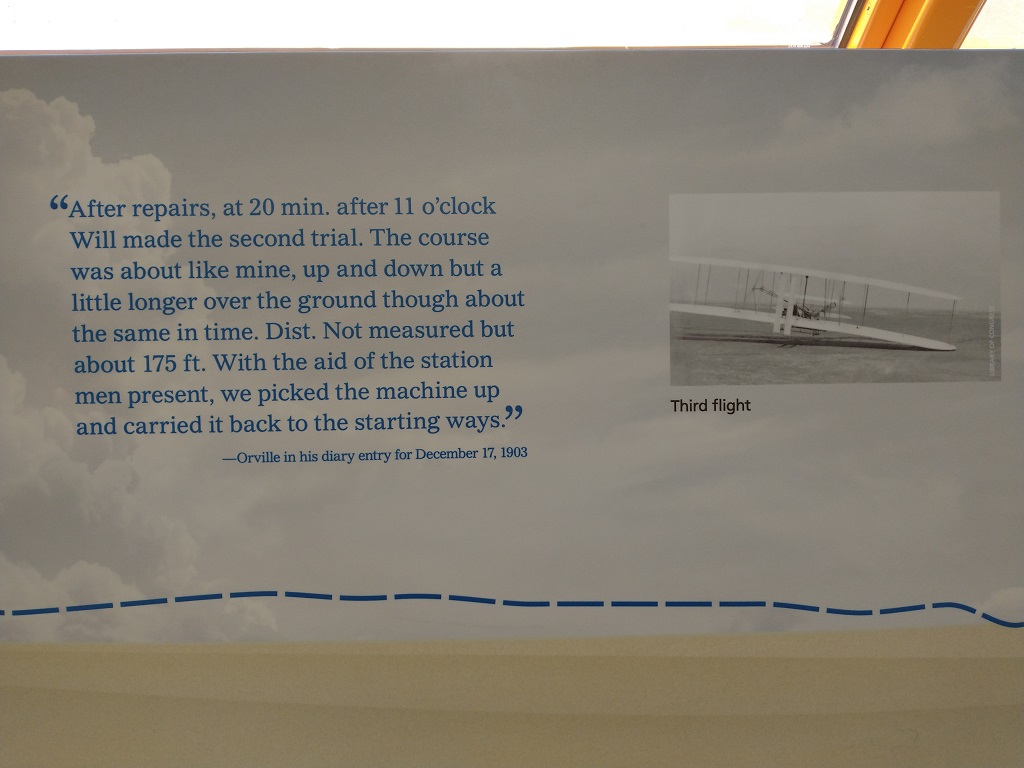 “After repairs, at 20 min. after 11 o’clock
Will made the second trial. The course
was about like mine, up and down but a
little longer over the ground though about
the same in time. Dist. Not measured but
about 175 ft. With the aid of the station
men present, we picked the machine up
and carried it back to the starting ways.”
—Orville in his diary entry for December 17, 1903
Third flight